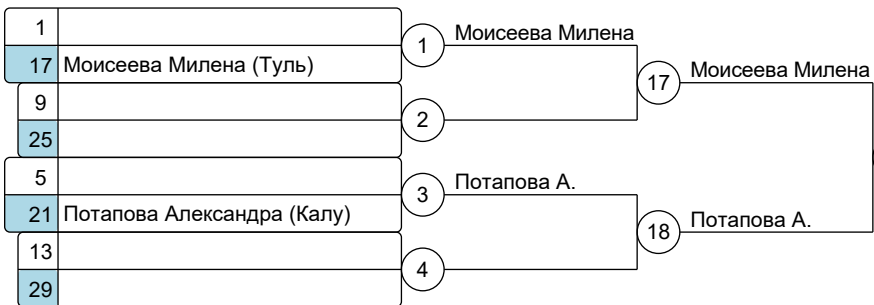 1
17 Моисеева Милена (Туль)
9
25
5
21 Потапова Александра (Калу)
13
29
1 Моисеева Милена
2
3 Потапова А.
4
17 Моисеева Милена
18 Потапова А.